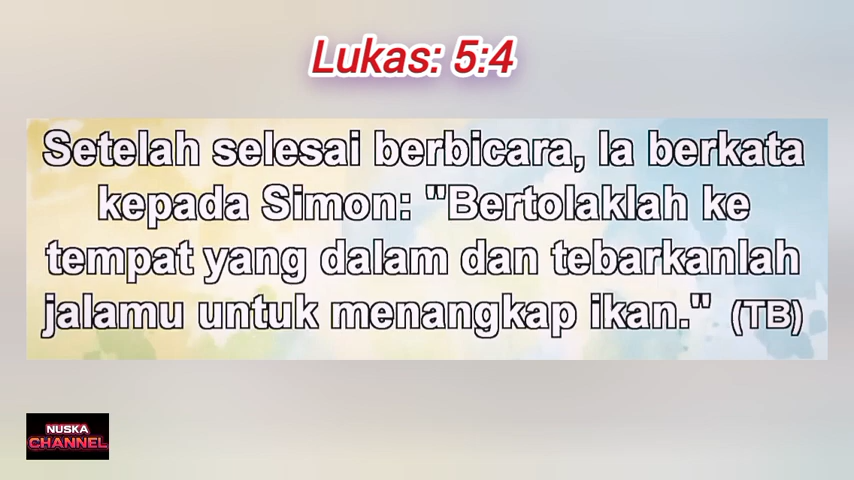 Lukas: 5:4
Setelah selesai berbicara, Ia berkata
kepada Simon: "Bertolaklah ke
tempat yang dalam dan tebarkanlah
jalamu untuk menangkap ikan." (TB)
NUSKA
CHANNEL